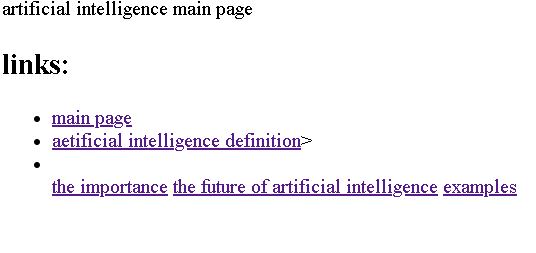 artificial intelligence main page
links:
main page
aetificial intelligence definition>
the importance the future of artificial intelligence examples